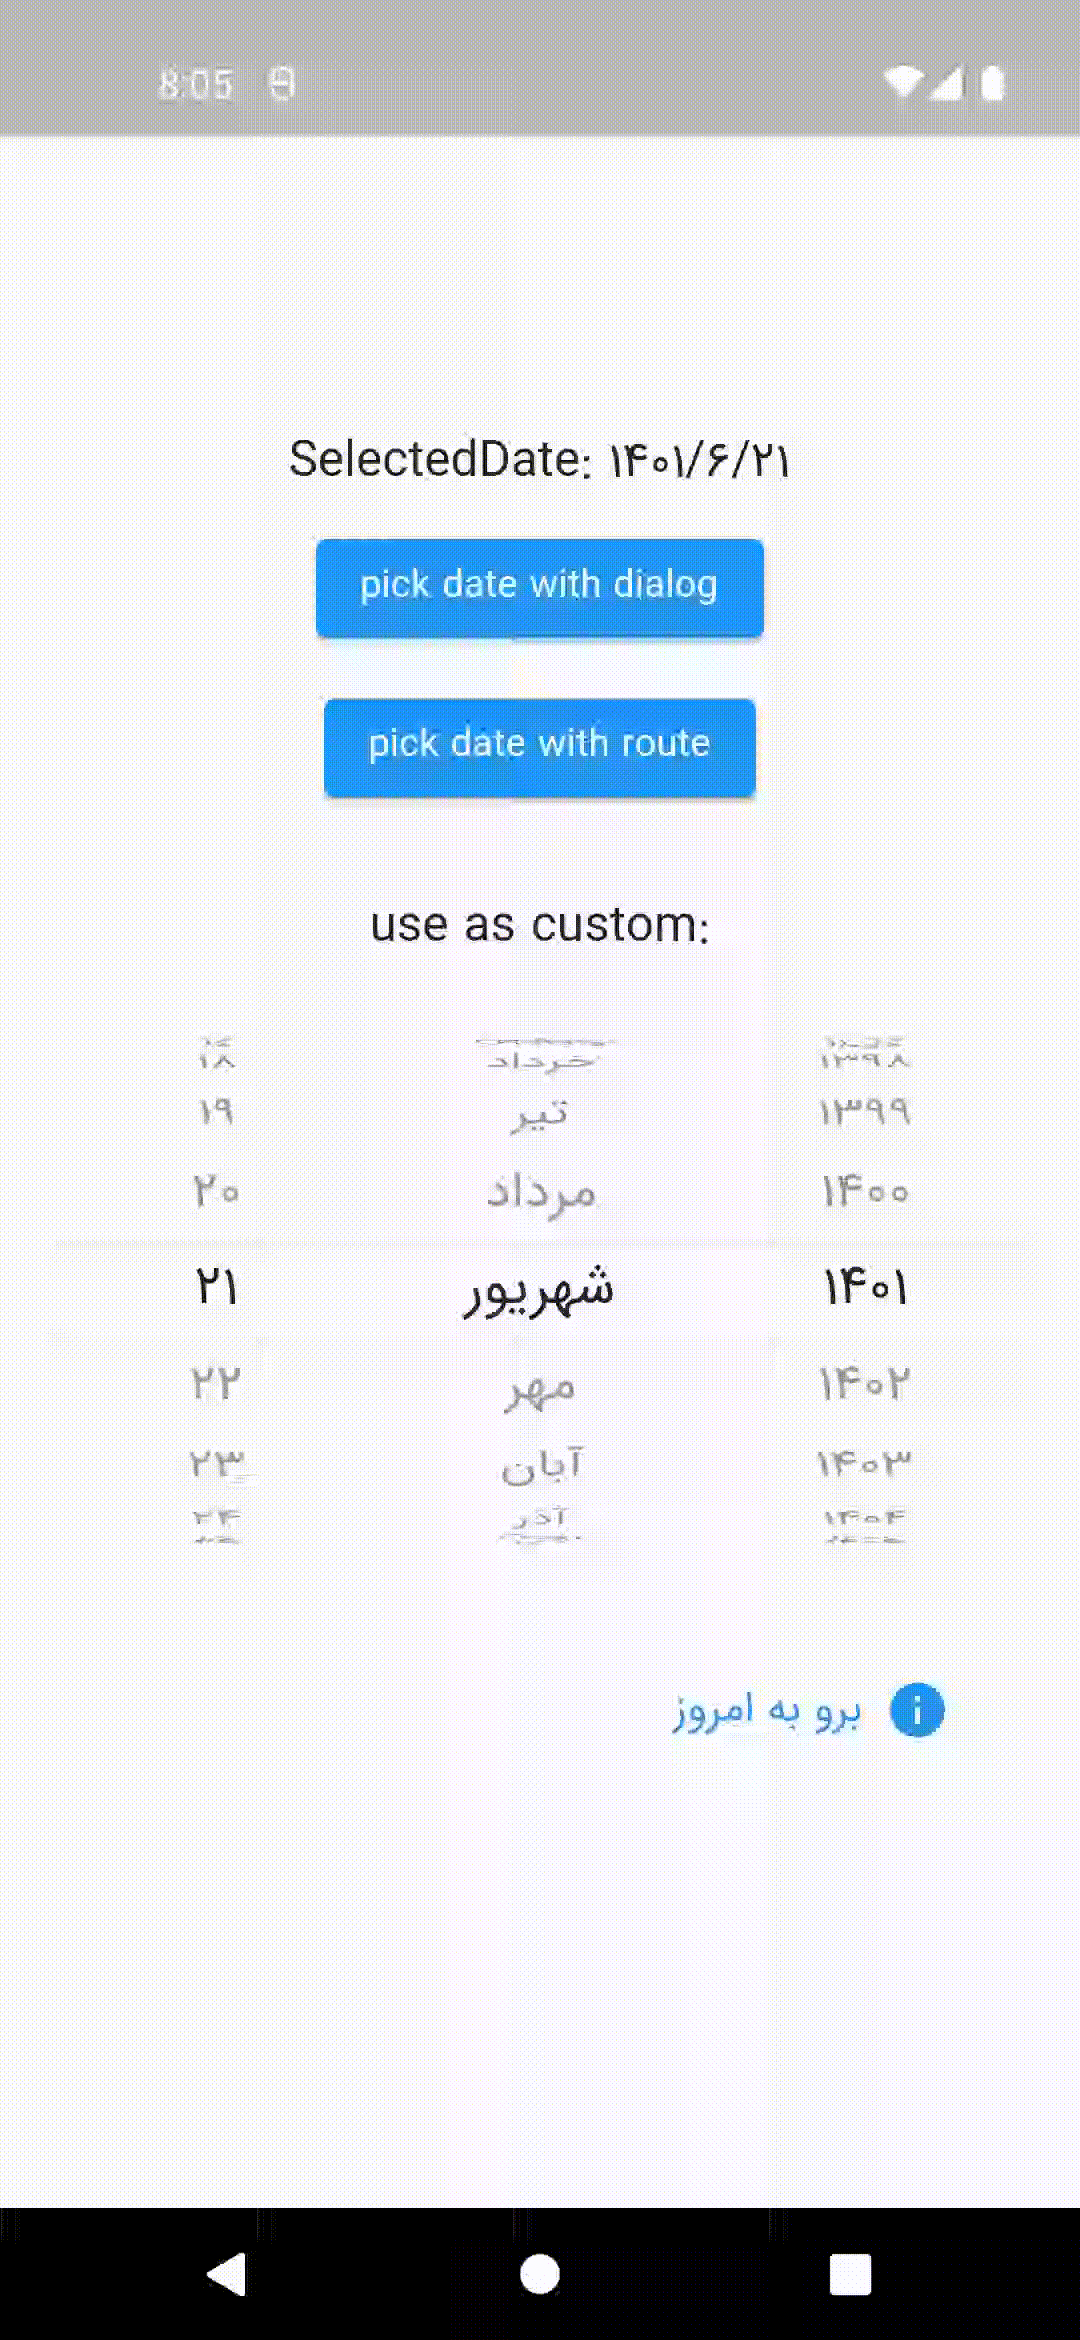 8:05
SelectedDate: ۱۴۰۱/۶/۲۱
pick date with dialog
pick date with route
use as custom:
۱۸ خرداد ۱۳۹۸
۱۹ تیر ۱۳۹۹
۲۰ مرداد ۱۴۰۰
۲۱ شهریور ۱۴۰۱
۲۲ مهر ۱۴۰۲
۲۳ آبان ۱۴۰۳
۲۴ آذر ۱۴۰۴
برو به امروز